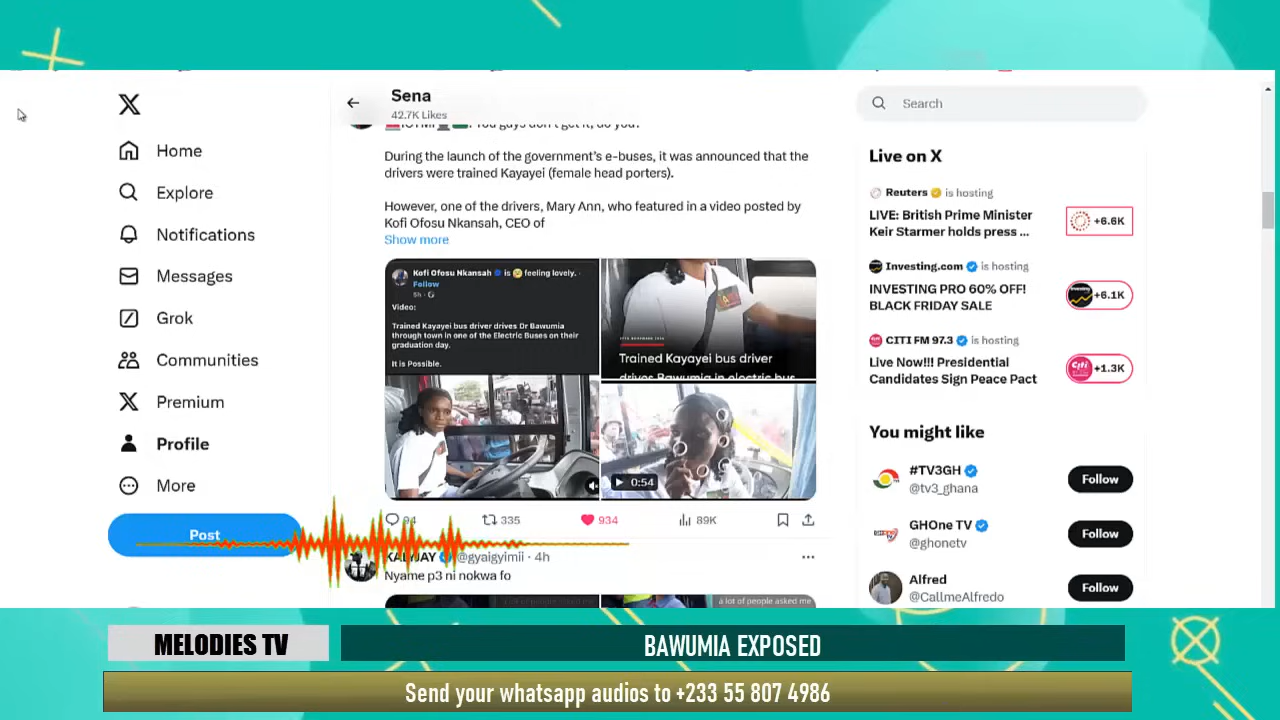 Sena
42.7K Likes
You guys don't get it, do you?
During the launch of the government's e-buses, it was announced that the
drivers were trained Kayayei (female head porters).
However, one of the drivers, Mary Ann, who featured in a video posted by
Kofi Ofosu Nkansah, CEO of
Show more
Kofi Ofosu Nkansah is feeling lovely. ·
Follow
5h ·
Video:
Trained Kayayei bus driver drives Dr Bawumia
through town in one of the Electric Buses on their
graduation day.
It is Possible.
Trained Kayayei bus driver
drives Bawumia in electric bus
0:54
94
335
934
89K
KALYJAY @gyaigyimii · 4h
Nyame p3 ni nokwa fo
a lot of people asked me
Home
Explore
Notifications
Messages
Grok
Communities
Premium
Profile
More
Post
Search
Live on X
Reuters is hosting
LIVE: British Prime Minister
Keir Starmer holds press ...
+6.6K
Investing.com is hosting
INVESTING PRO 60% OFF!
BLACK FRIDAY SALE
+6.1K
CITI FM 97.3 is hosting
Live Now!!! Presidential
Candidates Sign Peace Pact
+1.3K
You might like
#TV3GH
@tv3_ghana
Follow
GHOne TV
@ghonetv
Follow
Alfred
@CallmeAlfredo
Follow
MELODIES TV
BAWUMIA EXPOSED
Send your whatsapp audios to +233 55 807 4986